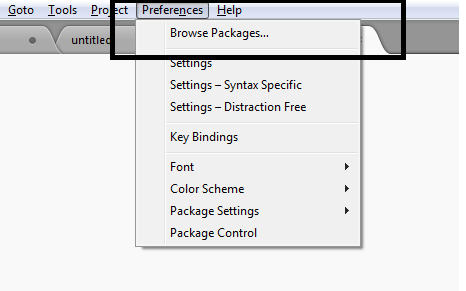 Goto Tools Project Preferences Help
untitled
Browse Packages...
Settings
Settings – Syntax Specific
Settings – Distraction Free
Key Bindings
Font
Color Scheme
Package Settings
Package Control